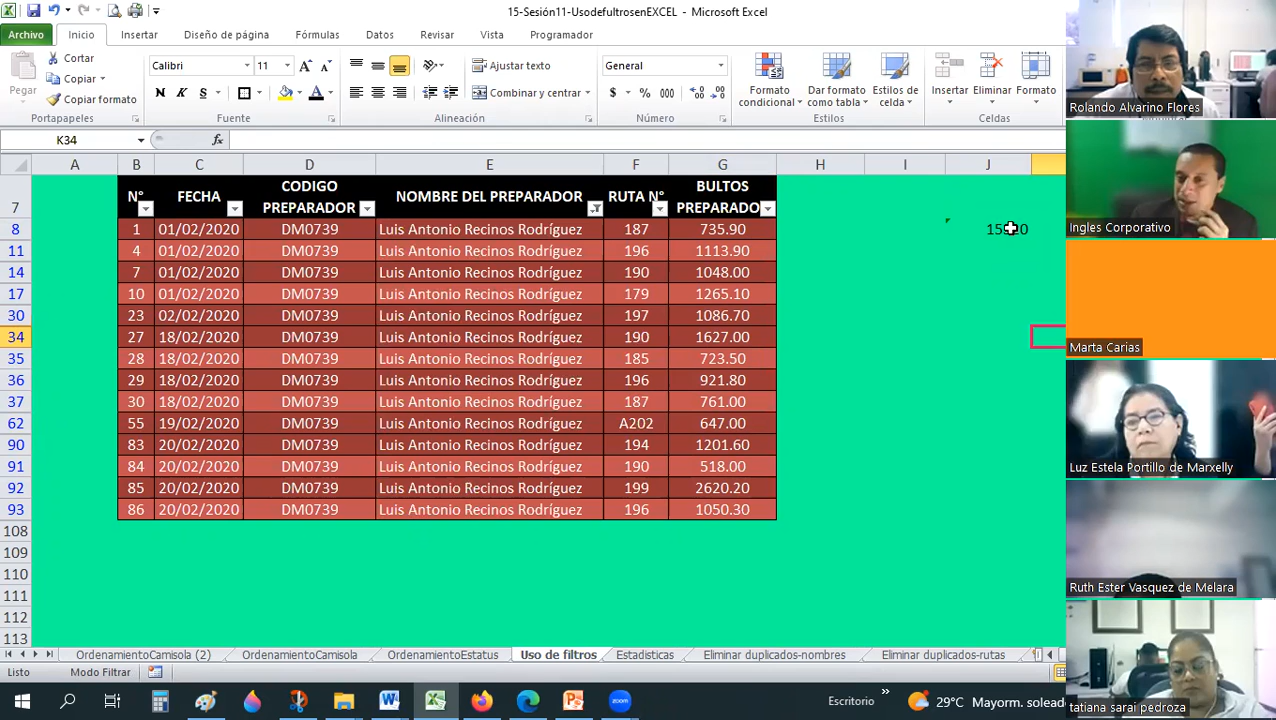 15-Sesión11-UsodefultrosenEXCEL - Microsoft Excel
Archivo Inicio Insertar Diseño de página Fórmulas Datos Revisar Vista Programador
Pegar
Cortar
Copiar
Copiar formato
Portapapeles
Calibri 11
N K S
Fuente
Ajustar texto
Combinar y centrar
Alineación
General
$ % 000
Número
Formato condicional
Dar formato como tabla
Estilos de celda
Estilos
Insertar Eliminar Formato
Celdas
K34 fx
A B C D E F G H I J
7 N° FECHA CODIGO PREPARADOR NOMBRE DEL PREPARADOR RUTA N° BULTOS PREPARADO
8 1 01/02/2020 DM0739 Luis Antonio Recinos Rodríguez 187 735.90
11 4 01/02/2020 DM0739 Luis Antonio Recinos Rodríguez 196 1113.90
14 7 01/02/2020 DM0739 Luis Antonio Recinos Rodríguez 190 1048.00
17 10 01/02/2020 DM0739 Luis Antonio Recinos Rodríguez 179 1265.10
30 23 02/02/2020 DM0739 Luis Antonio Recinos Rodríguez 197 1086.70
34 27 18/02/2020 DM0739 Luis Antonio Recinos Rodríguez 190 1627.00
35 28 18/02/2020 DM0739 Luis Antonio Recinos Rodríguez 185 723.50
36 29 18/02/2020 DM0739 Luis Antonio Recinos Rodríguez 196 921.80
37 30 18/02/2020 DM0739 Luis Antonio Recinos Rodríguez 187 761.00
62 55 19/02/2020 DM0739 Luis Antonio Recinos Rodríguez A202 647.00
90 83 20/02/2020 DM0739 Luis Antonio Recinos Rodríguez 194 1201.60
91 84 20/02/2020 DM0739 Luis Antonio Recinos Rodríguez 190 518.00
92 85 20/02/2020 DM0739 Luis Antonio Recinos Rodríguez 199 2620.20
93 86 20/02/2020 DM0739 Luis Antonio Recinos Rodríguez 196 1050.30
108
109
110
111
112
113
OrdenamientoCamisola (2) OrdenamientoCamisola OrdenamientoEstatus Uso de filtros Estadisticas Eliminar duplicados-nombres Eliminar duplicados-rutas
Listo Modo Filtrar
zoom
Escritorio » 29°C Mayorm. soleado
Rolando Alvarino Flores
Ingles Corporativo
Marta Carias
Luz Estela Portillo de Marxelly
Ruth Ester Vasquez de Melara
tatiana sarai pedroza